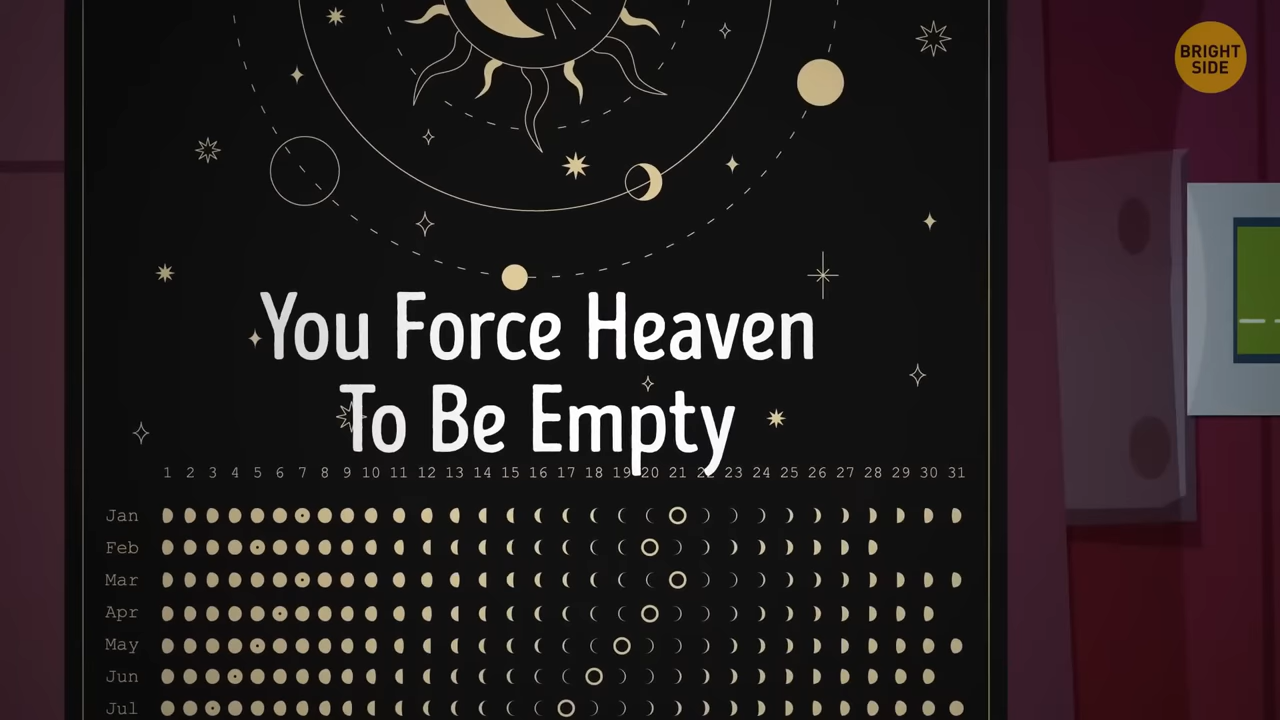 BRIGHT
SIDE
You Force Heaven
To Be Empty
1 2 3 4 5 6 7 8 9 10 11 12 13 14 15 16 17 18 19 20 21 22 23 24 25 26 27 28 29 30 31
Jan
Feb
Mar
Apr
May
Jun
Jul